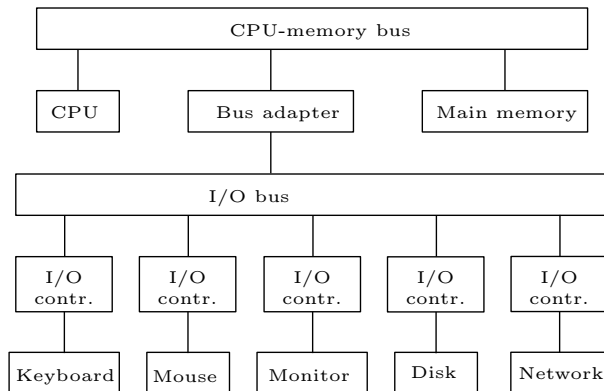 CPU-memory bus
CPU
Bus adapter
Main memory
I/O bus
I/O
contr.
I/O
contr.
I/O
contr.
I/O
contr.
I/O
contr.
Keyboard
Mouse
Monitor
Disk
Network